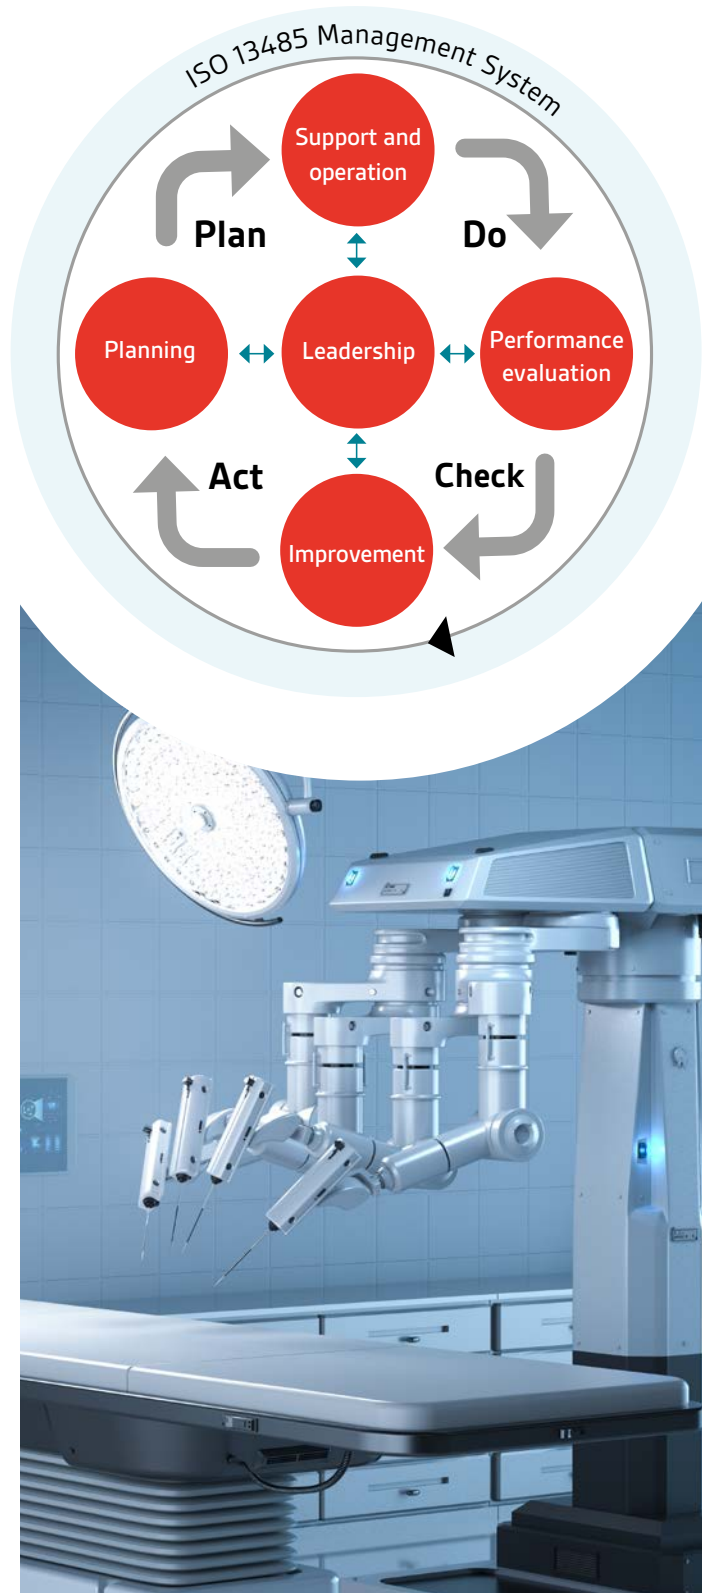 ISO 13485 Management System
Support and
operation
Plan
Do
Planning
Leadership
Performance
evaluation
Act
Check
Improvement